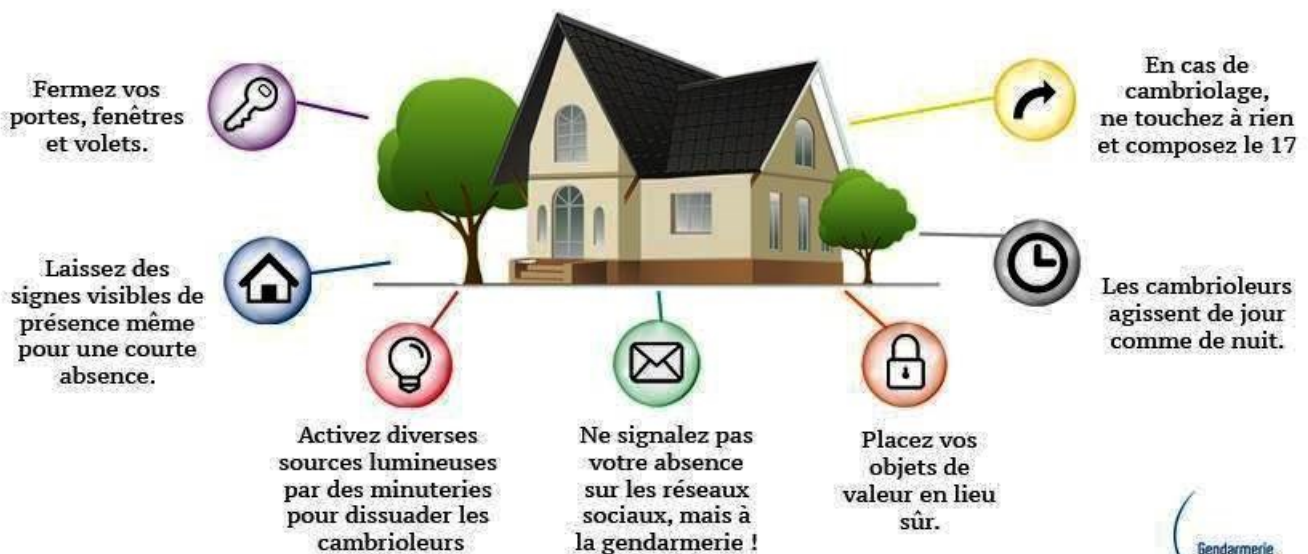 Fermez vos
portes, fenêtres
et volets.
Laissez des
signes visibles de
présence même
pour une courte
absence.
Activez diverses
sources lumineuses
par des minuteries
pour dissuader les
cambrioleurs
Ne signalez pas
votre absence
sur les réseaux
sociaux, mais à
la gendarmerie !
Placez vos
objets de
valeur en lieu
sûr.
En cas de
cambriolage,
ne touchez à rien
et composez le 17
Les cambrioleurs
agissent de jour
comme de nuit.
Gendarmerie